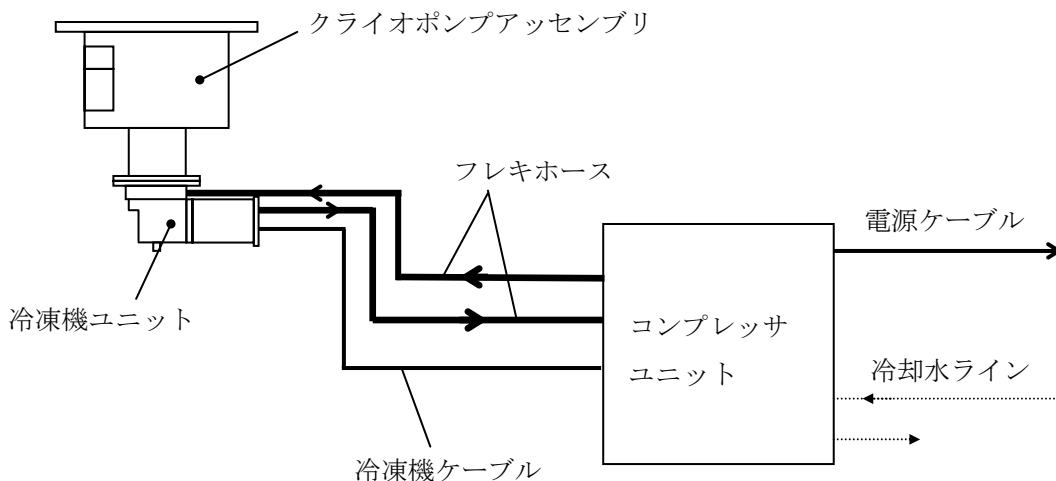 クライオポンプアッセンブリ
フレキホース
電源ケーブル
冷凍機ユニット
コンプレッサ
ユニット
冷却水ライン
冷凍機ケーブル